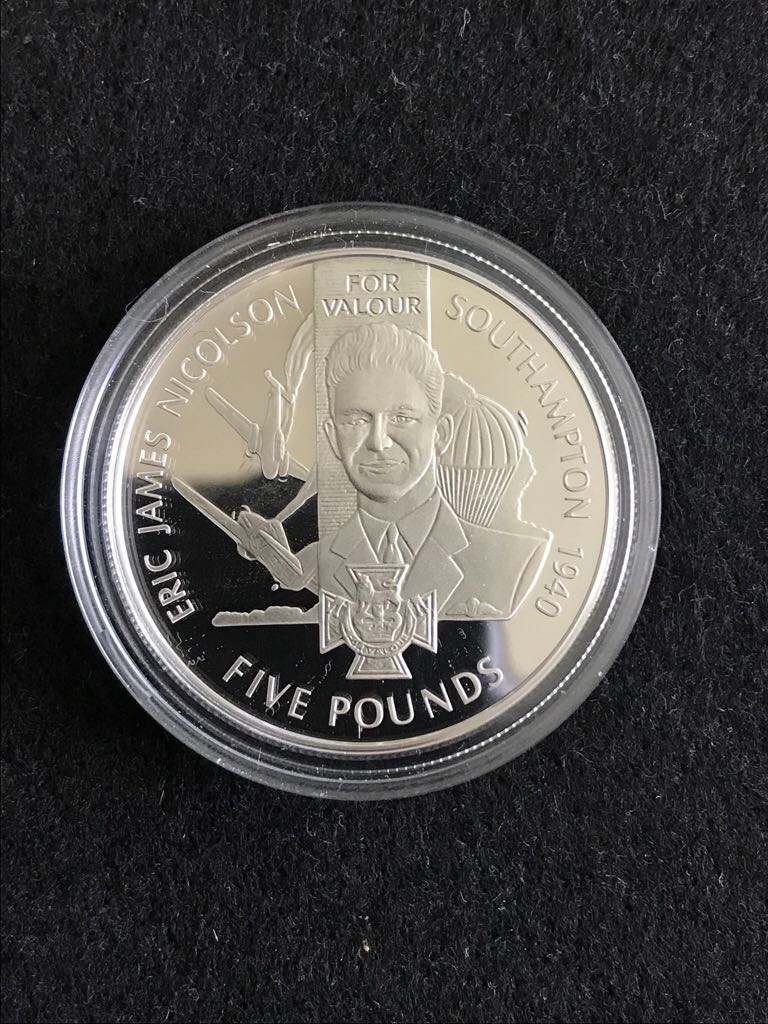 FOR
VALOUR
ERIC JAMES NICOLSON
SOUTHAMPTON 1940
FIVE POUNDS